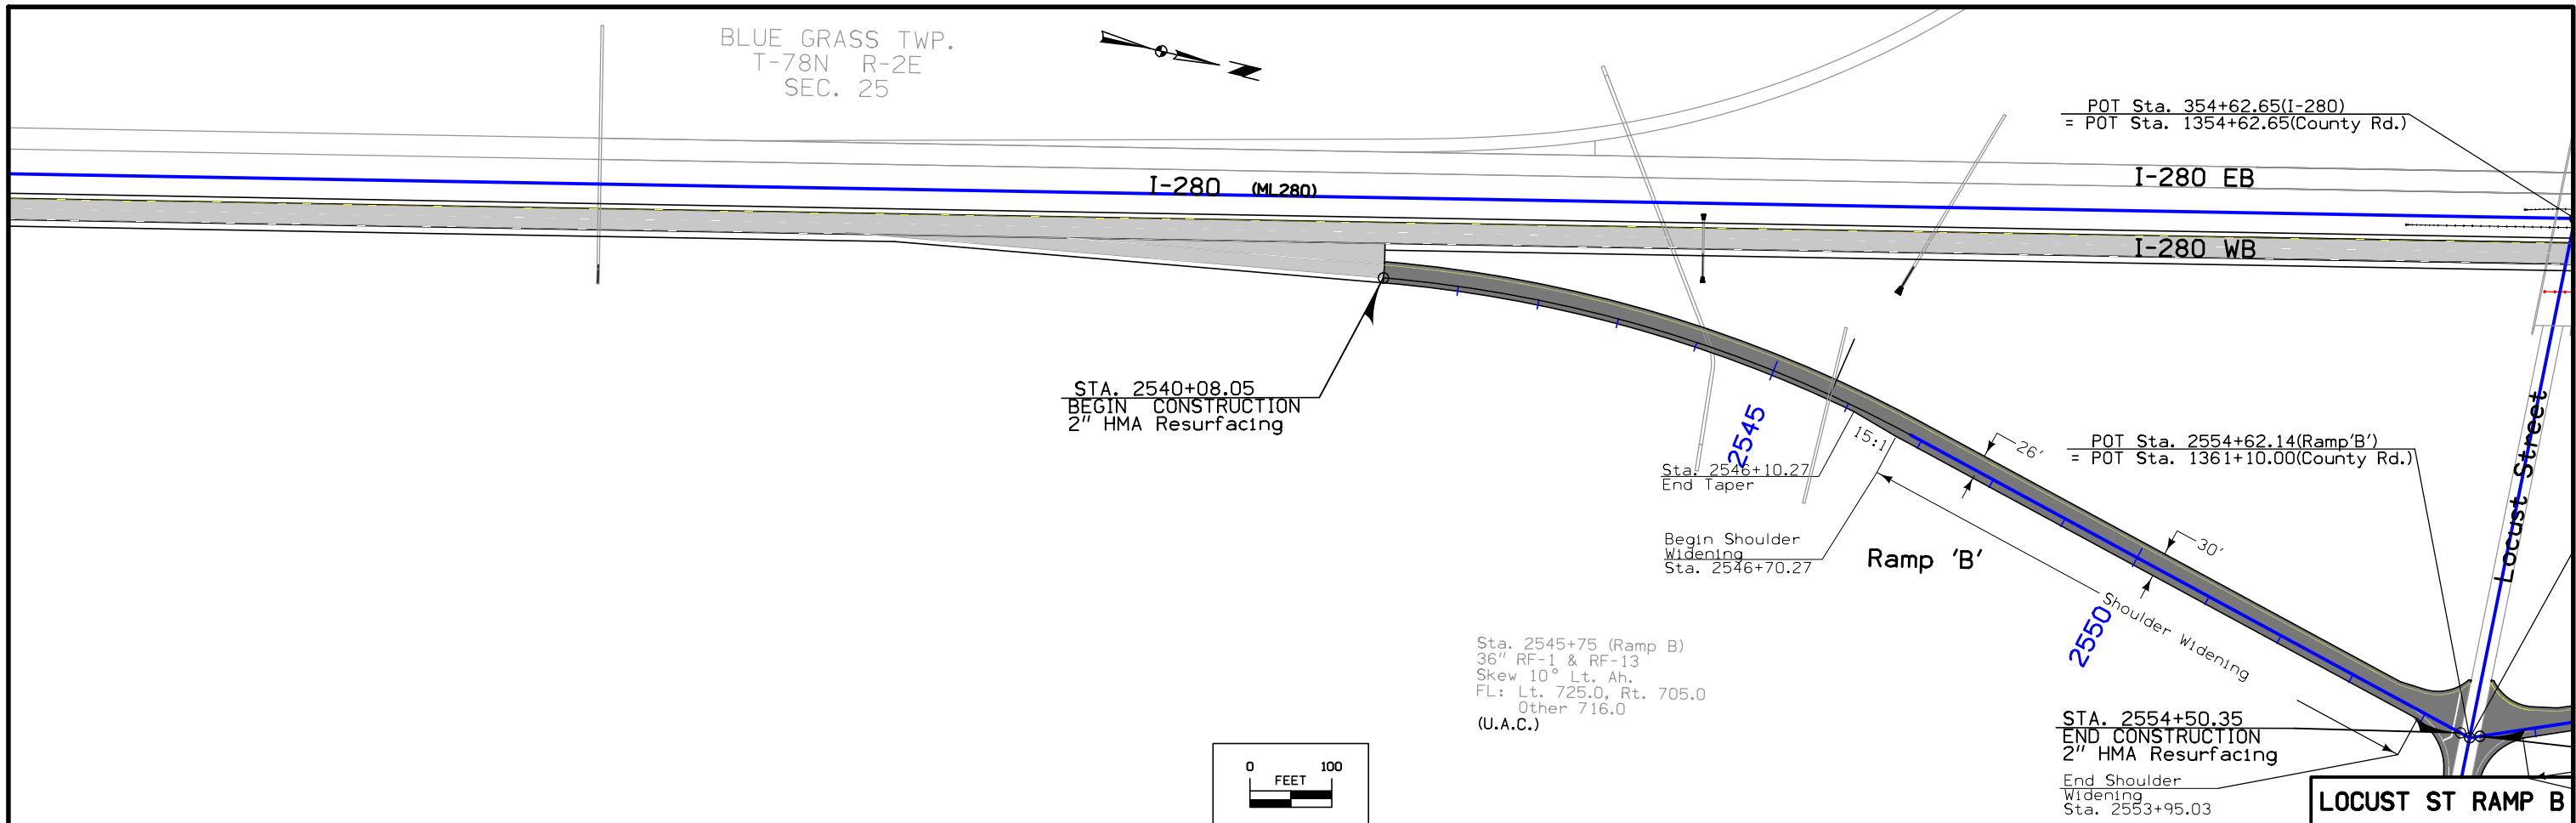 BLUE GRASS TWP.
T-78N R-2E
SEC. 25
N
POT Sta. 354+62.65(I-280)
= POT Sta. 1354+62.65(County Rd.)
I-280 (ML280)
I-280 EB
I-280 WB
STA. 2540+08.05
BEGIN CONSTRUCTION
2" HMA Resurfacing
2545
15:1
Sta. 2546+10.27
End Taper
26'
POT Sta. 2554+62.14(Ramp'B')
= POT Sta. 1361+10.00(County Rd.)
Locust Street
Begin Shoulder
Widening
Sta. 2546+70.27
Ramp 'B'
30'
Shoulder Widening
2550
Sta. 2545+75 (Ramp B)
36" RF-1 & RF-13
Skew 10° Lt. Ah.
FL: Lt. 725.0, Rt. 705.0
Other 716.0
(U.A.C.)
STA. 2554+50.35
END CONSTRUCTION
2" HMA Resurfacing
End Shoulder
Widening
Sta. 2553+95.03
0 100
FEET
LOCUST ST RAMP B